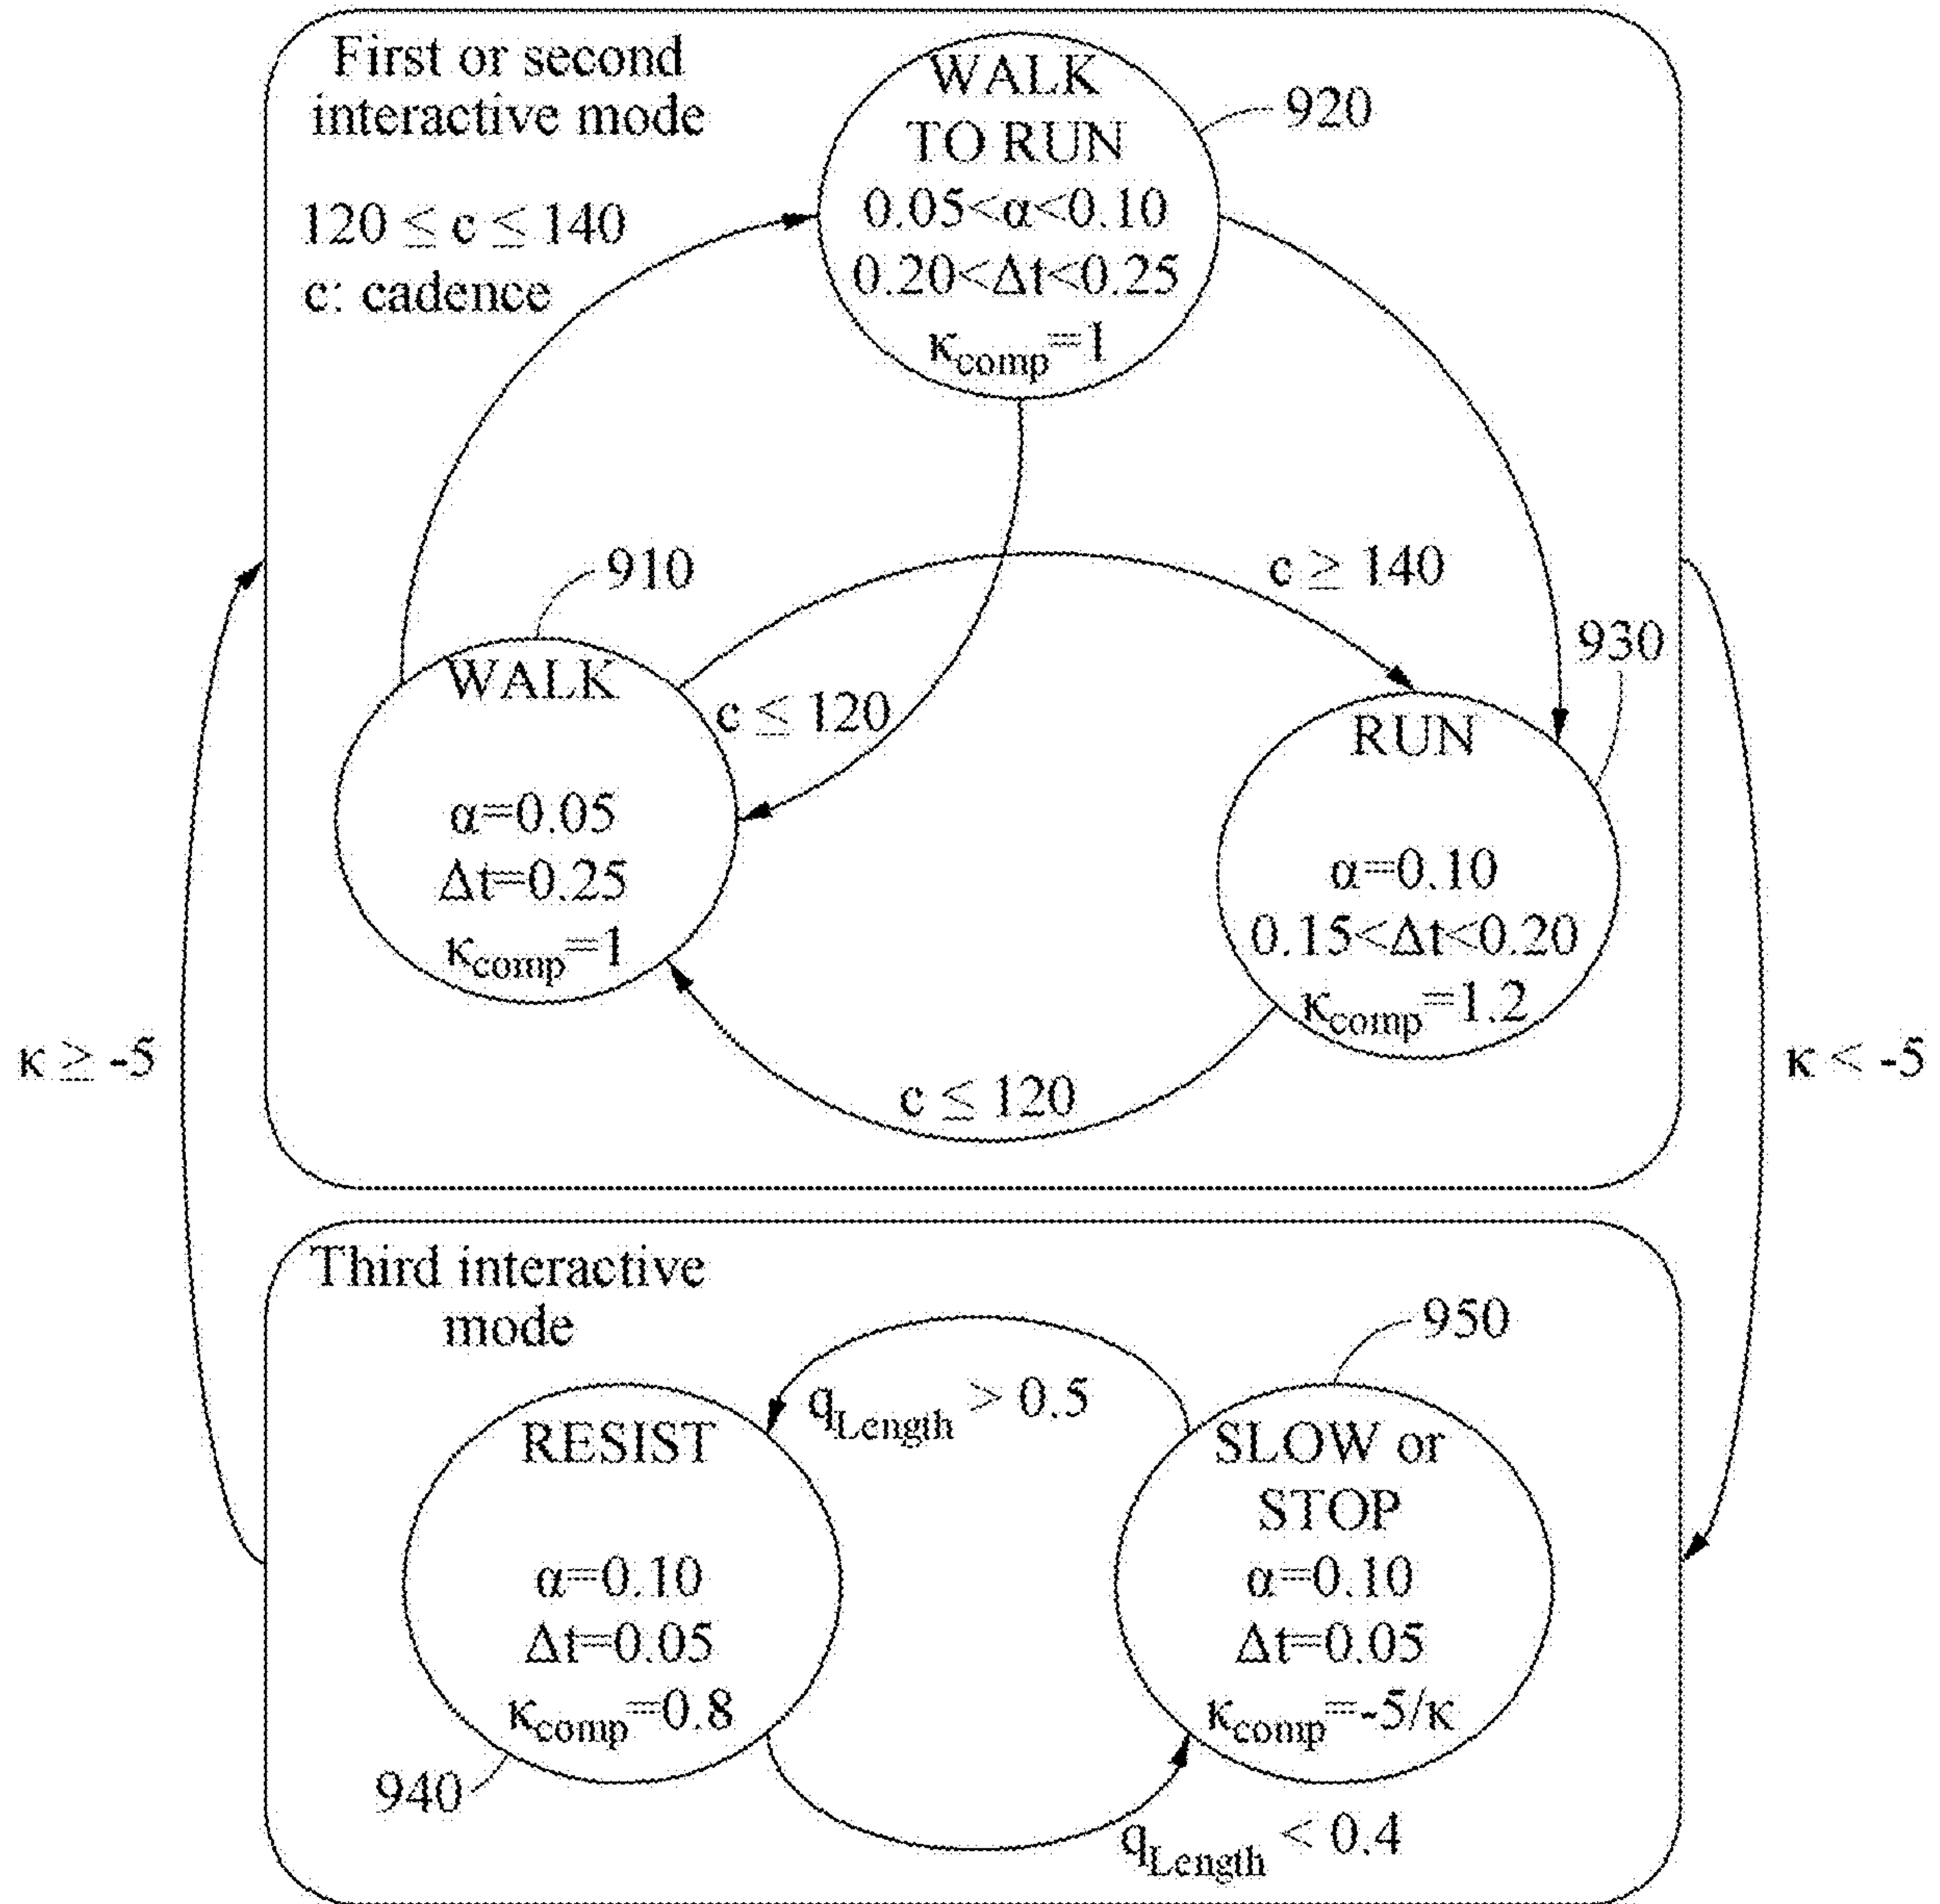 First or second
interactive mode
120 ≤ c ≤ 140
c: cadence
WALK
TO RUN
0.05<α<0.10
0.20<Δt<0.25
κcomp=1
920
910
c ≥ 140
930
WALK
α=0.05
Δt=0.25
κcomp=1
c ≤ 120
RUN
α=0.10
0.15<Δt<0.20
κcomp=1.2
c ≤ 120
κ ≥ -5
κ < -5
Third interactive
mode
950
qLength > 0.5
RESIST
α=0.10
Δt=0.05
κcomp=0.8
940
SLOW or
STOP
α=0.10
Δt=0.05
κcomp=-5/κ
qLength < 0.4